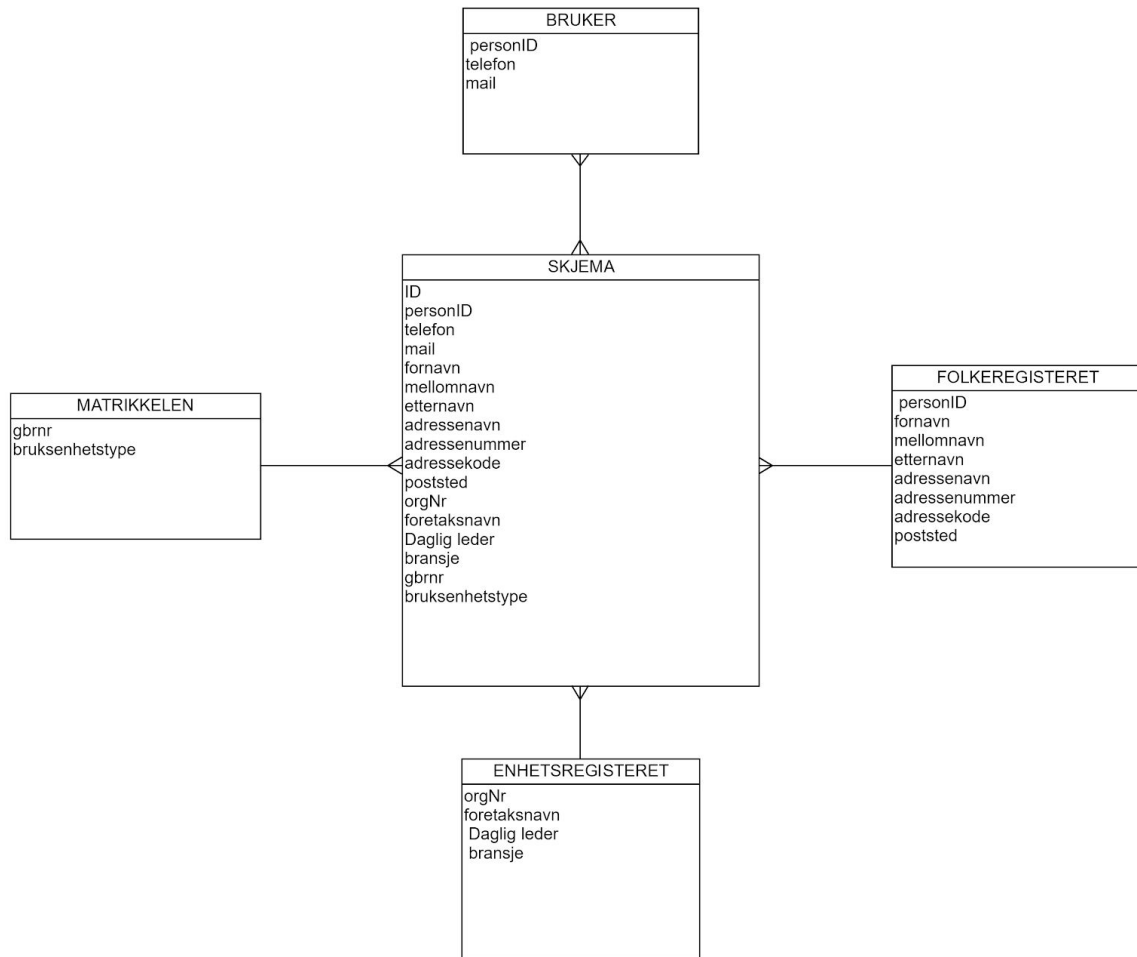 BRUKER
personID
telefon
mail
SKJEMA
ID
personID
telefon
mail
fornavn
mellomnavn
etternavn
adressenavn
adressenummer
adressekode
poststed
orgNr
foretaksnavn
Daglig leder
bransje
gbrnr
bruksenhetstype
MATRIKKELEN
gbrnr
bruksenhetstype
FOLKEREGISTERET
personID
fornavn
mellomnavn
etternavn
adressenavn
adressenummer
adressekode
poststed
ENHETSREGISTERET
orgNr
foretaksnavn
Daglig leder
bransje